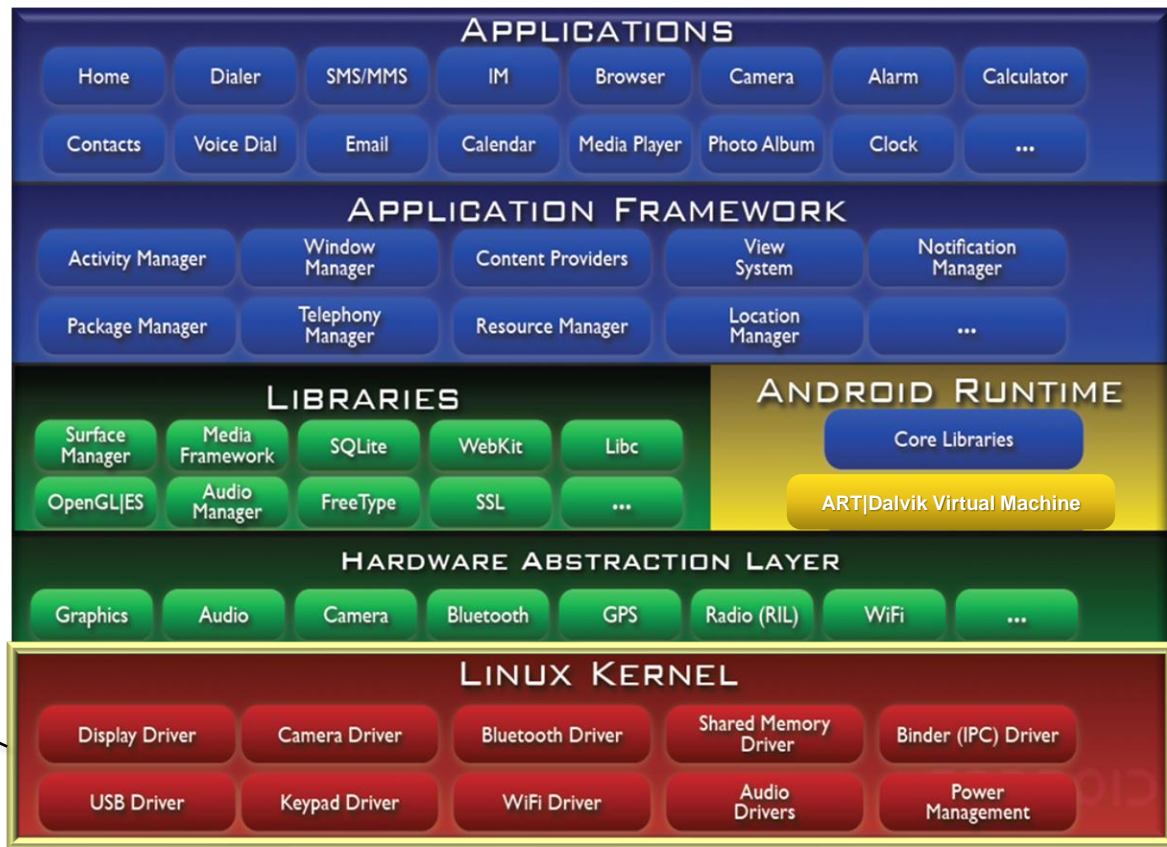 APPLICATIONS
Home Dialer SMS/MMS IM Browser Camera Alarm Calculator
Contacts Voice Dial Email Calendar Media Player Photo Album Clock ...
APPLICATION FRAMEWORK
Activity Manager
Window
Manager
Content Providers
View
System
Notification
Manager
Package Manager
Telephony
Manager
Resource Manager
Location
Manager
...
LIBRARIES
Surface
Manager
Media
Framework
SQLite
WebKit
Libc
OpenGL|ES
Audio
Manager
FreeType
SSL
...
ANDROID RUNTIME
Core Libraries
ART|Dalvik Virtual Machine
HARDWARE ABSTRACTION LAYER
Graphics Audio Camera Bluetooth GPS Radio (RIL) WiFi ...
LINUX KERNEL
Display Driver
Camera Driver
Bluetooth Driver
Shared Memory
Driver
Binder (IPC) Driver
USB Driver
Keypad Driver
WiFi Driver
Audio
Drivers
Power
Management